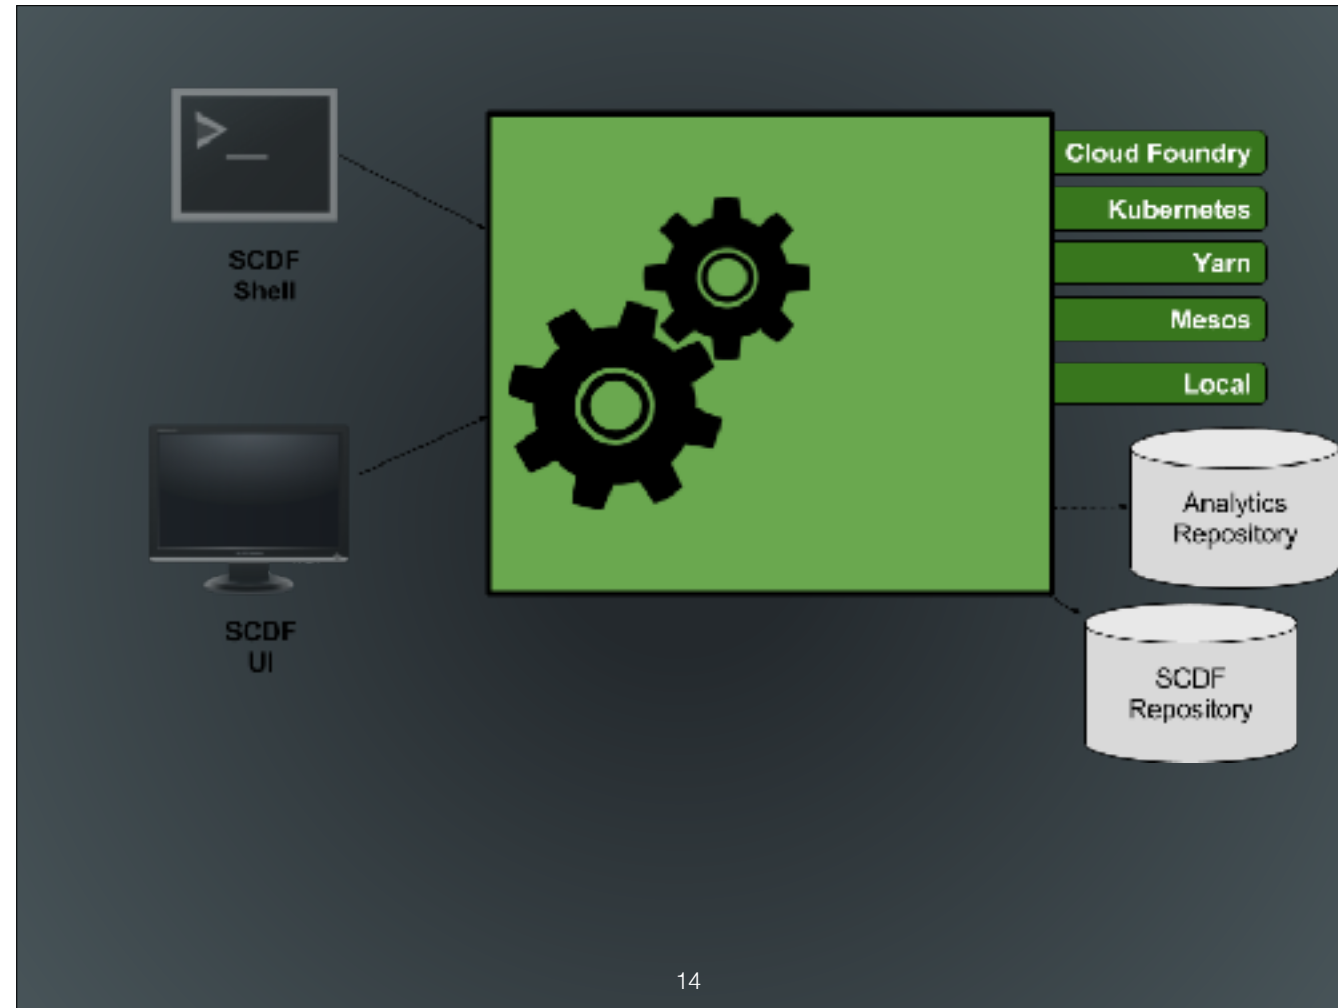 >_
SCDF
Shell
SCDF
UI
Cloud Foundry
Kubernetes
Yarn
Mesos
Local
Analytics
Repository
SCDF
Repository
14